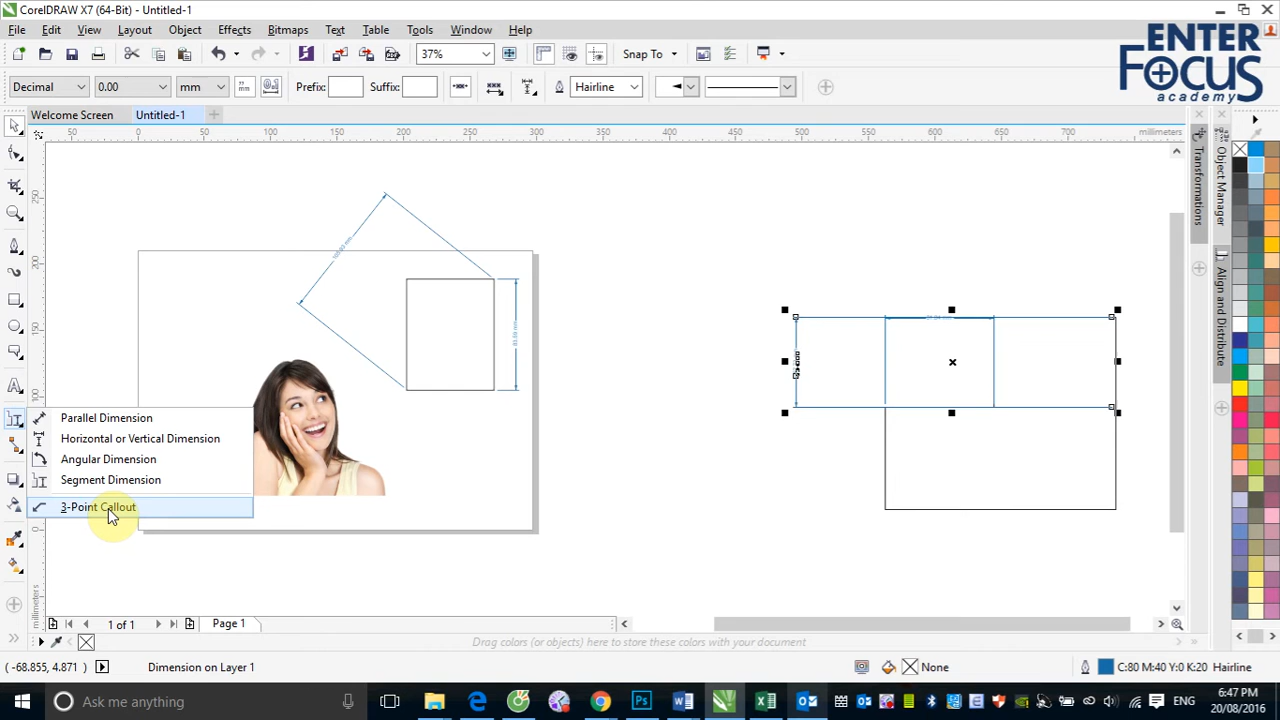 CorelDRAW X7 (64-Bit) - Untitled-1
File Edit View Layout Object Effects Bitmaps Text Table Tools Window Help
ENTER
FOCUS
academy
37% Snap To
Decimal 0.00 mm Prefix: Suffix: Hairline
Welcome Screen Untitled-1
50 0 50 100 150 200 250 300 500 600 700 millimeters
Transformations
Object Manager
Align and Distribute
Parallel Dimension
Horizontal or Vertical Dimension
Angular Dimension
Segment Dimension
3-Point Callout
millimeters
1 of 1 Page 1
Drag colors (or objects) here to store these colors with your document
(-68.855, 4.871) Dimension on Layer 1 None C:80 M:40 Y:0 K:20 Hairline
Ask me anything
ENG
6:47 PM
20/08/2016